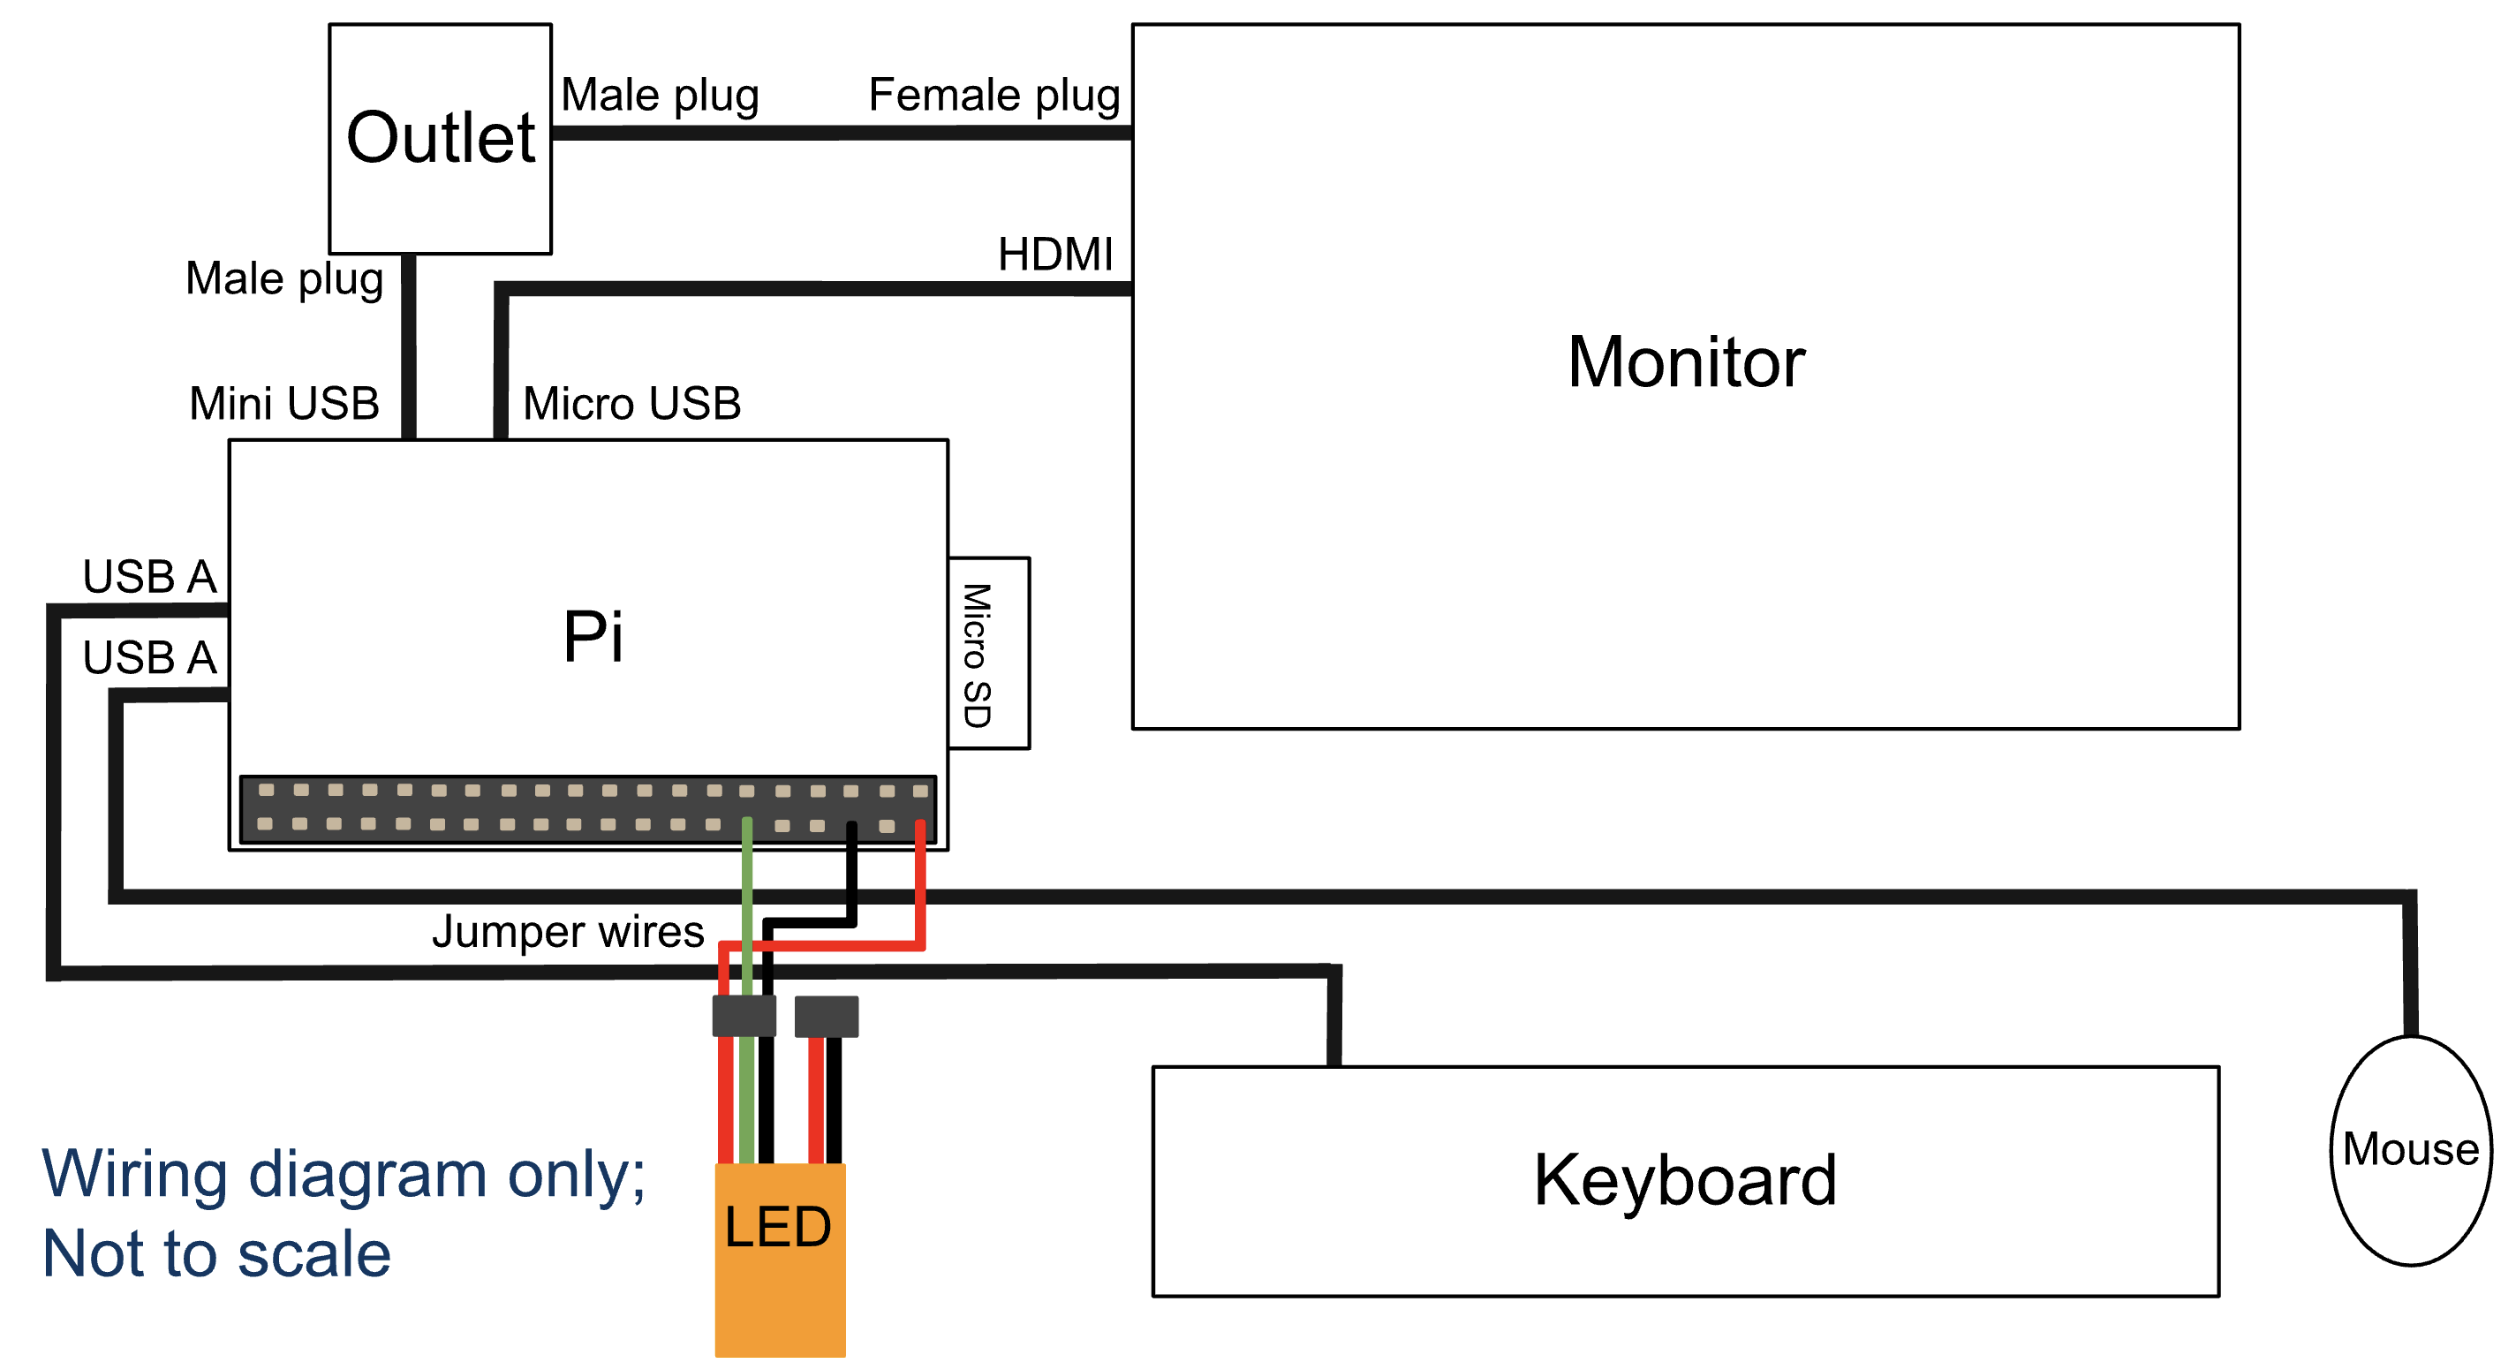 Outlet
Male plug
Female plug
HDMI
Male plug
Monitor
Mini USB
Micro USB
USB A
USB A
Pi
Micro SD
Jumper wires
Wiring diagram only;
Not to scale
LED
Keyboard
Mouse